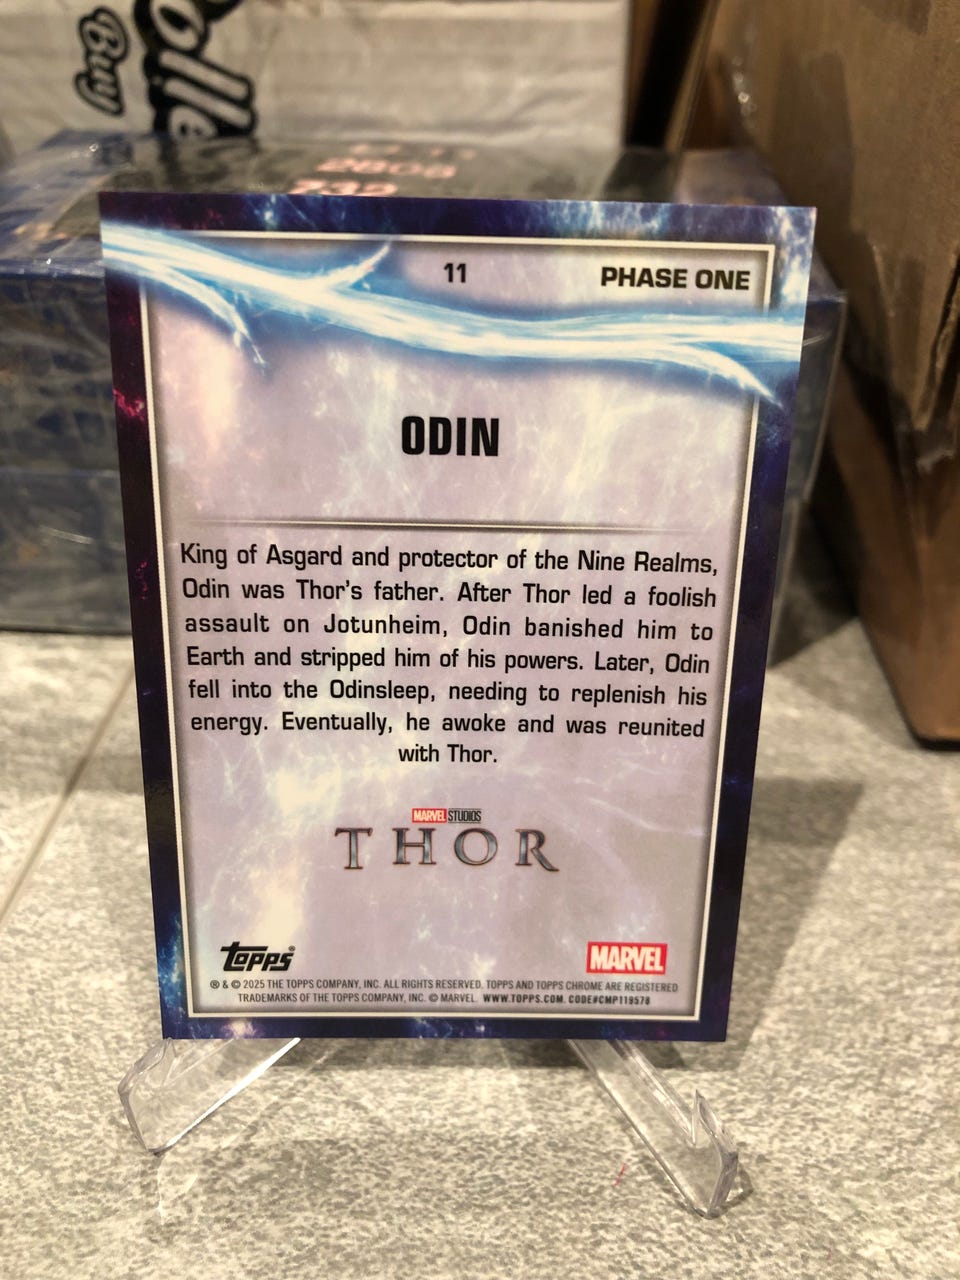 Buy
2808
11
PHASE ONE
ODIN
King of Asgard and protector of the Nine Realms,
Odin was Thor's father. After Thor led a foolish
assault on Jotunheim, Odin banished him to
Earth and stripped him of his powers. Later, Odin
fell into the Odinsleep, needing to replenish his
energy. Eventually, he awoke and was reunited
with Thor.
MARVEL STUDIOS
THOR
Topps®
MARVEL
® & © 2025 THE TOPPS COMPANY, INC. ALL RIGHTS RESERVED. TOPPS AND TOPPS CHROME ARE REGISTERED
TRADEMARKS OF THE TOPPS COMPANY, INC. © MARVEL. WWW.TOPPS.COM. CODE#CMP119578